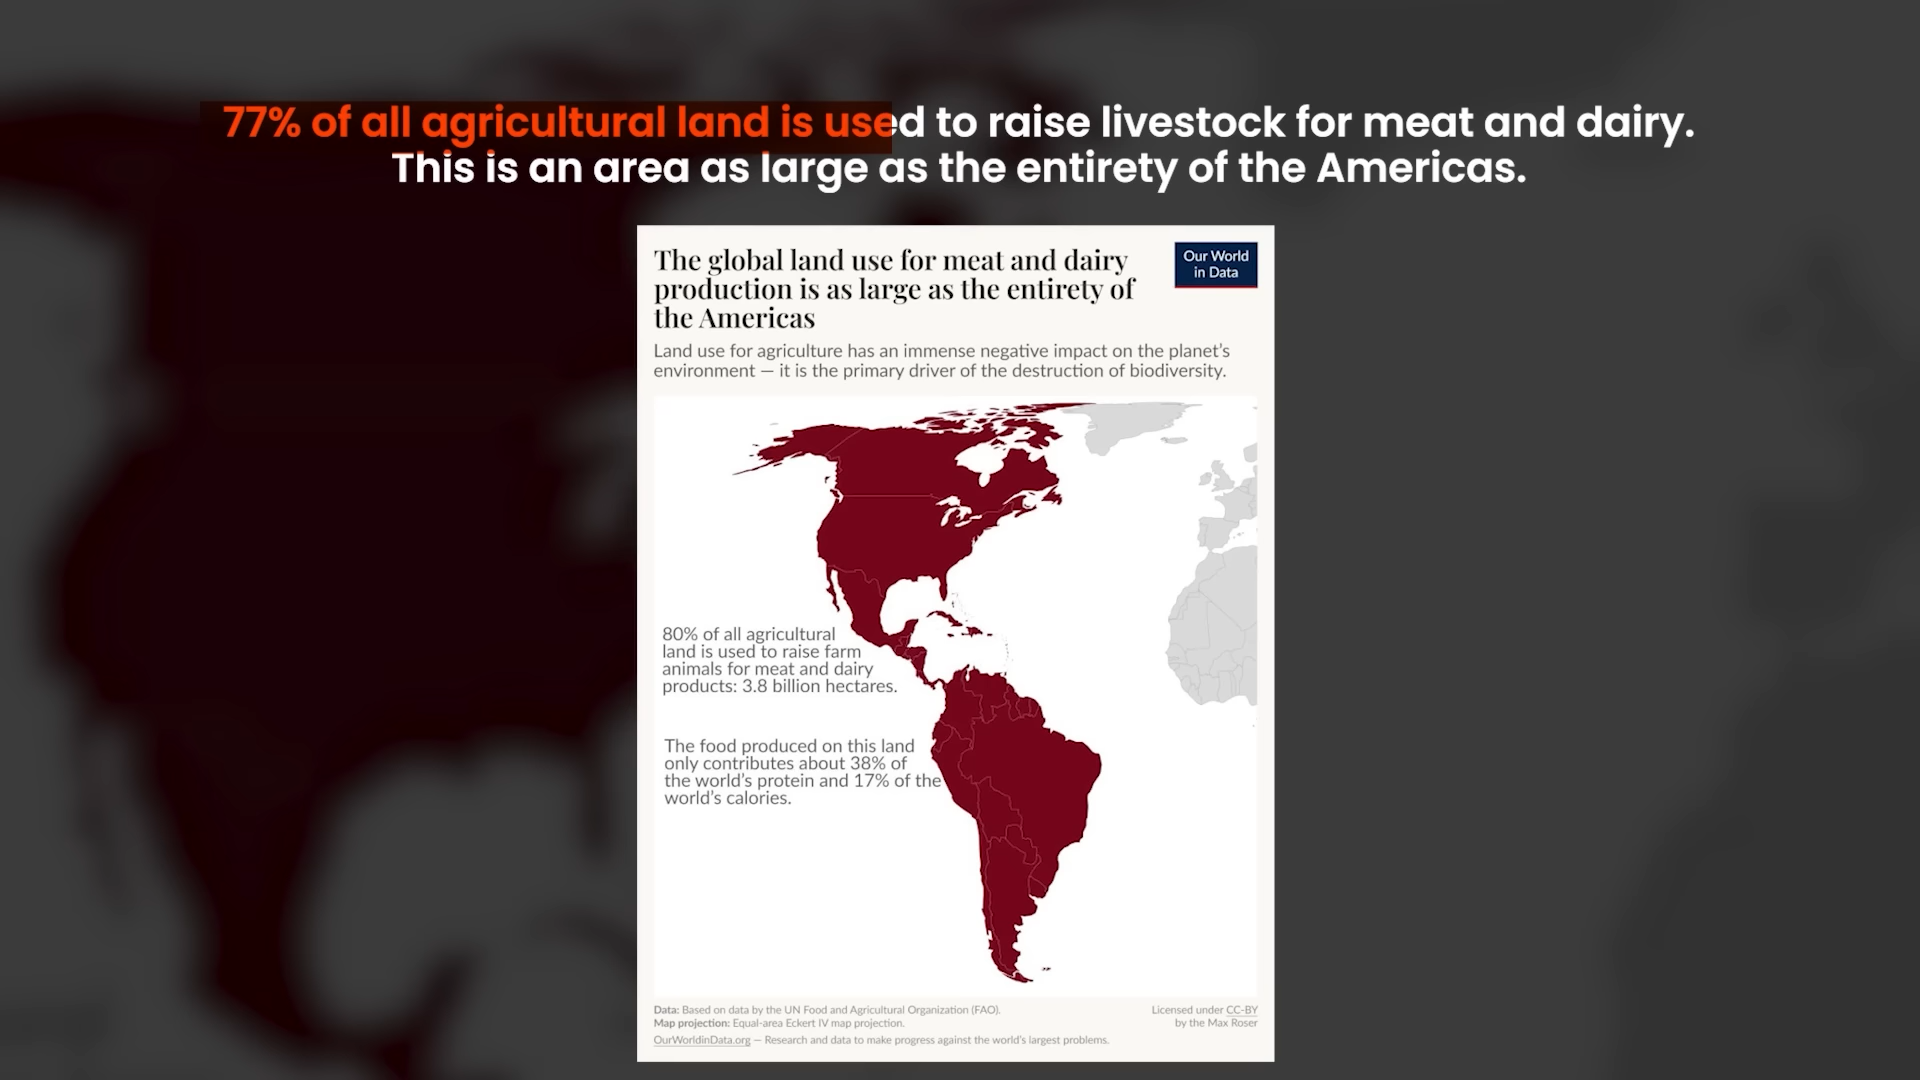 77% of all agricultural land is used to raise livestock for meat and dairy.
This is an area as large as the entirety of the Americas.
The global land use for meat and dairy
production is as large as the entirety of
the Americas
Our World
in Data
Land use for agriculture has an immense negative impact on the planet's
environment — it is the primary driver of the destruction of biodiversity.
80% of all agricultural
land is used to raise farm
animals for meat and dairy
products: 3.8 billion hectares.
The food produced on this land
only contributes about 38% of
the world's protein and 17% of the
world's calories.
Data: Based on data by the UN Food and Agricultural Organization (FAO).
Map projection: Equal-area Eckert IV map projection.
OurWorldinData.org — Research and data to make progress against the world's largest problems.
Licensed under CC-BY
by the Max Roser